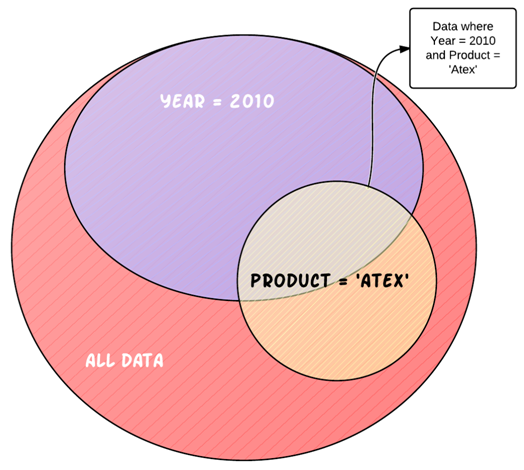 Data where
Year = 2010
and Product =
'Atex'
YEAR = 2010
PRODUCT = 'ATEX'
ALL DATA